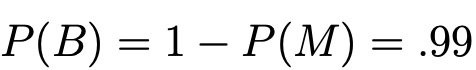 P(B) = 1 − P(M) = .99